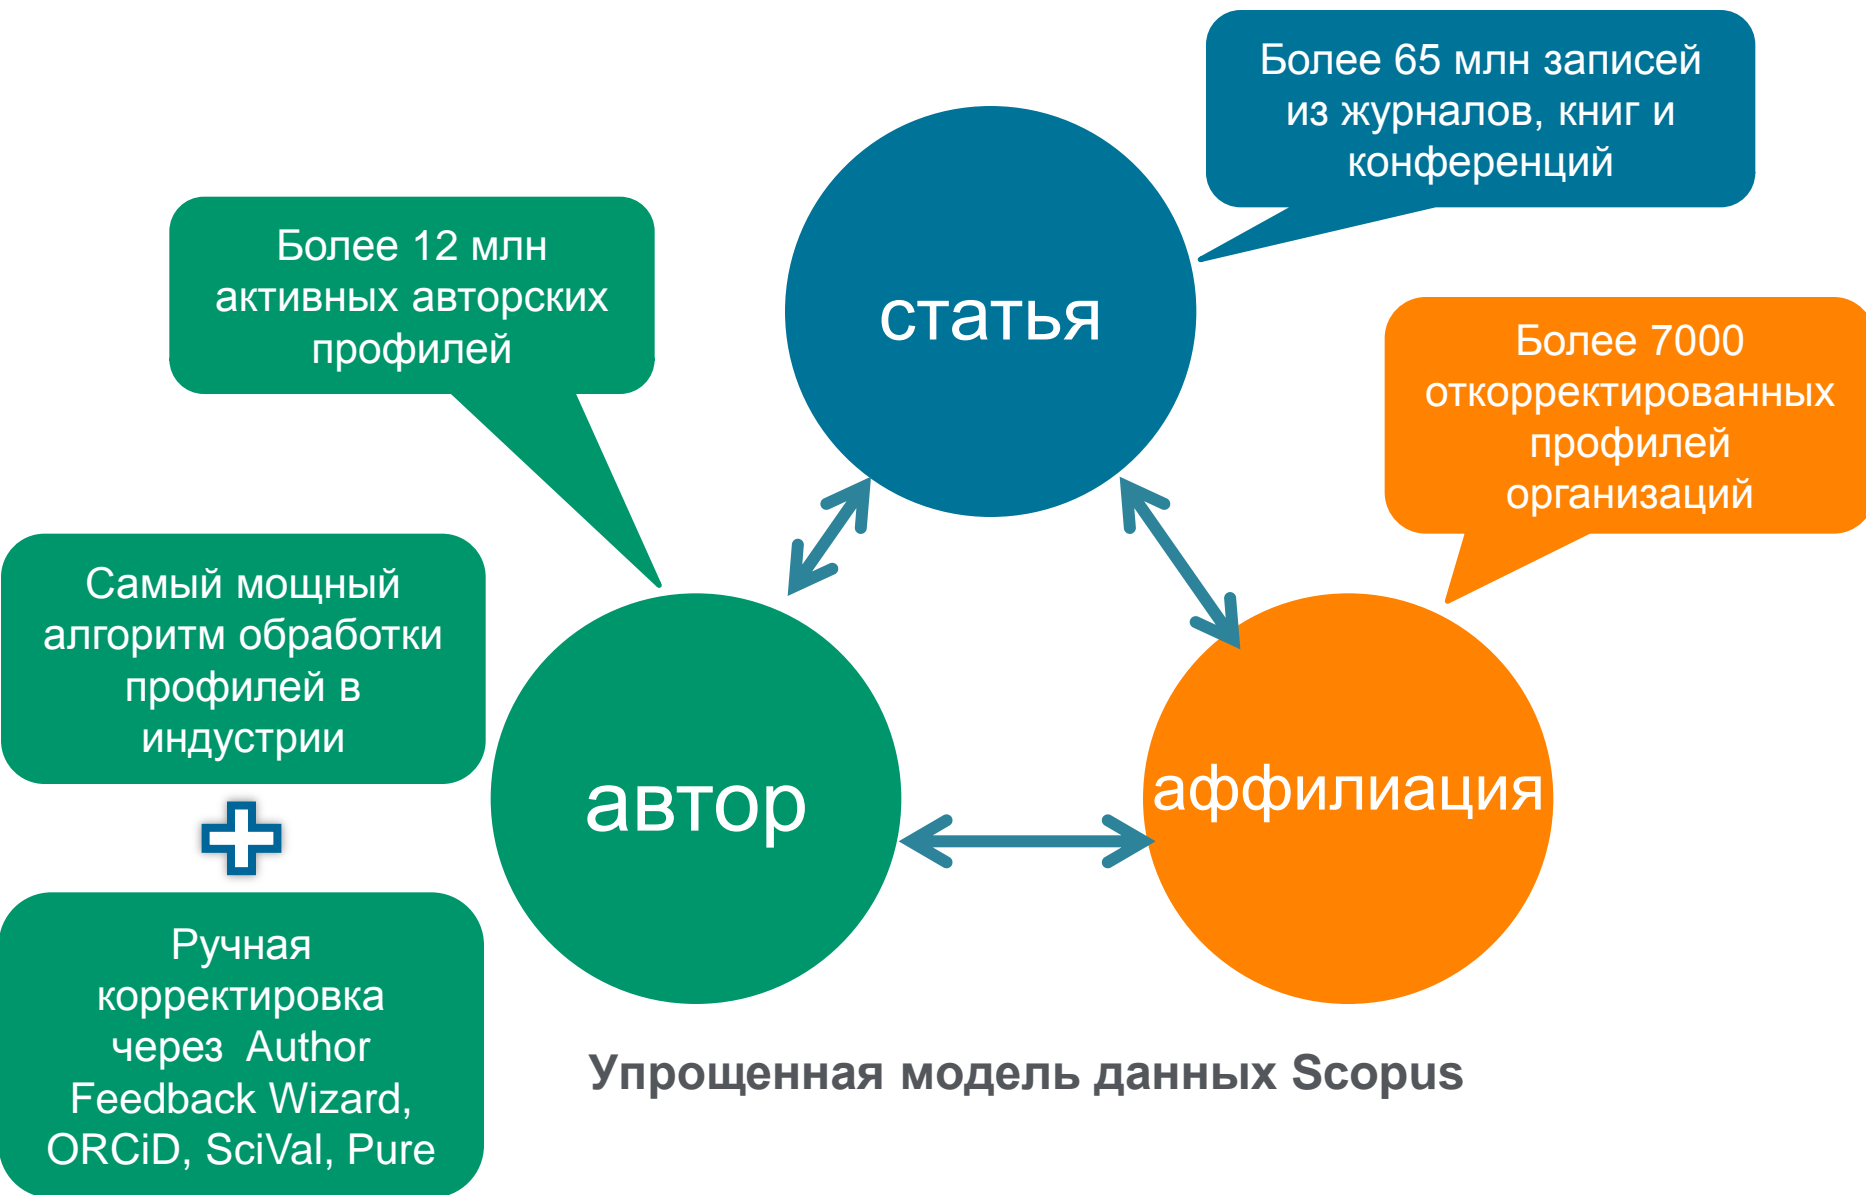 Более 65 млн записей
из журналов, книг и
конференций
Более 12 млн
активных авторских
профилей
статья
Более 7000
откорректированных
профилей
организаций
Самый мощный
алгоритм обработки
профилей в
индустрии
автор
аффилиация
Ручная
корректировка
через  Author
Feedback Wizard,
ORCiD, SciVal, Pure
Упрощенная модель данных Scopus